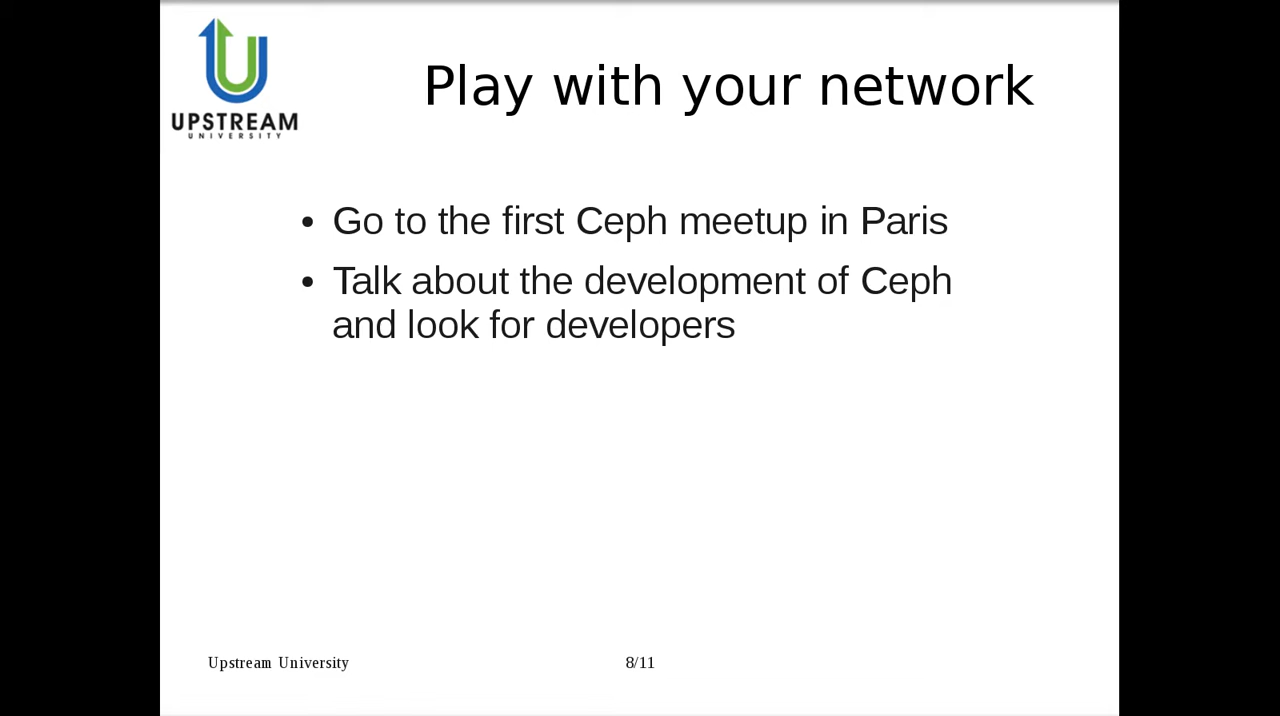 UPSTREAM
UNIVERSITY
Play with your network
• Go to the first Ceph meetup in Paris
• Talk about the development of Ceph
and look for developers
Upstream University
8/11